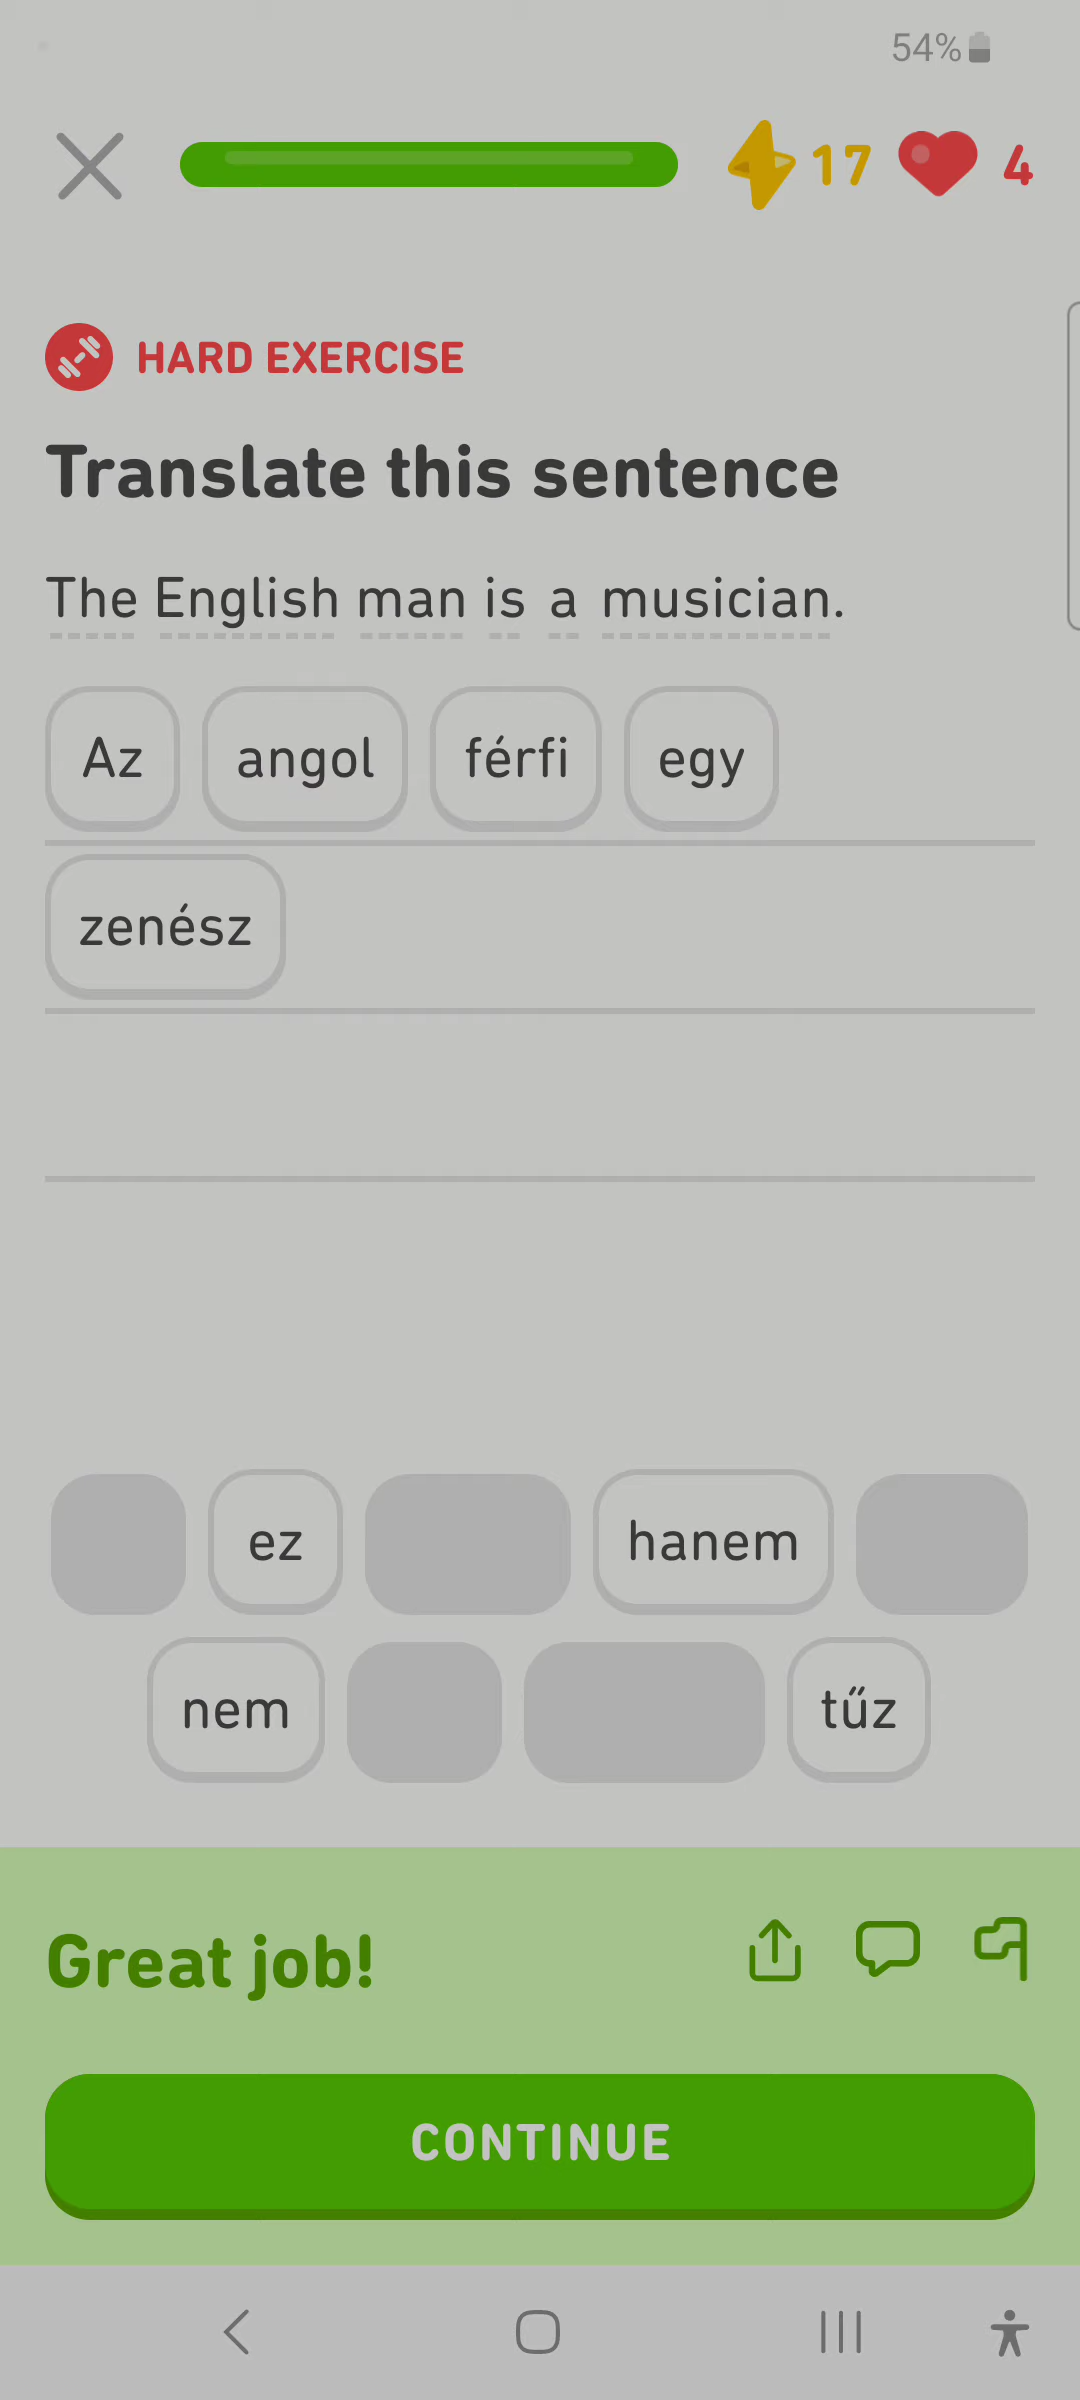 54%
17 4
HARD EXERCISE
Translate this sentence
The English man is a musician.
Az angol férfi egy
zenész
ez hanem
nem tűz
Great job!
CONTINUE